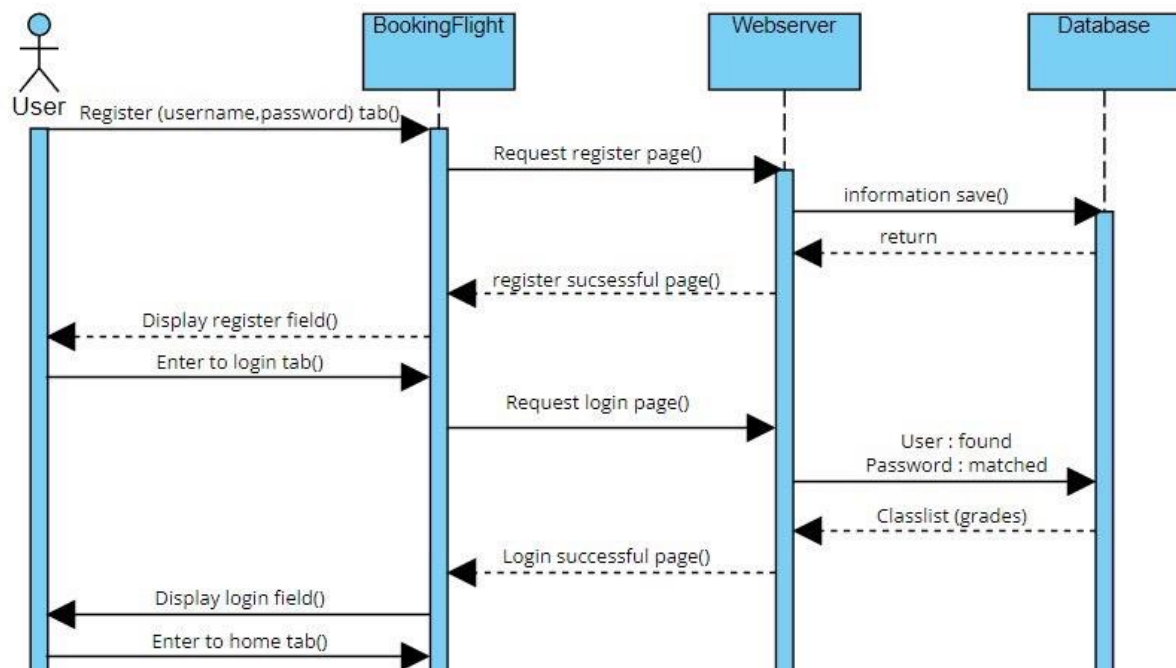 BookingFlight
Webserver
Database
User
Register (username,password) tab()
Request register page()
information save()
return
register sucsessful page()
Display register field()
Enter to login tab()
Request login page()
User : found
Password : matched
Classlist (grades)
Login successful page()
Display login field()
Enter to home tab()